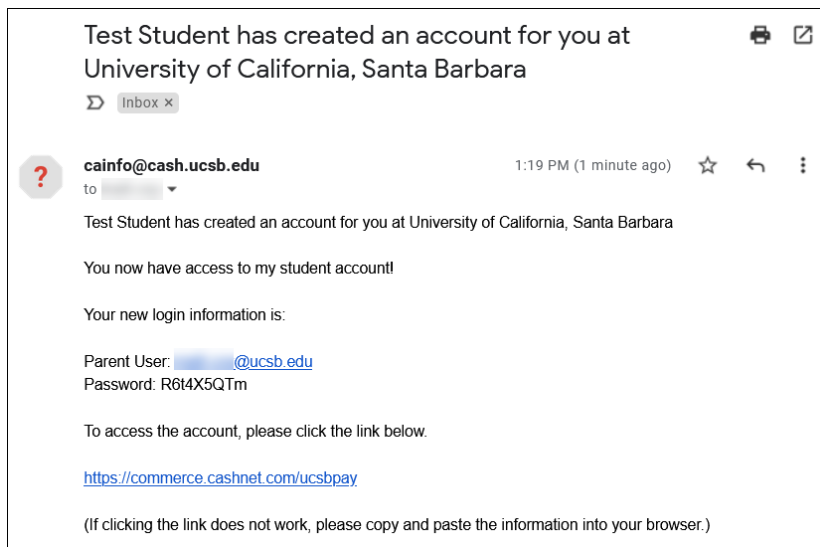 Test Student has created an account for you at
University of California, Santa Barbara
Inbox ×
?
cainfo@cash.ucsb.edu
1:19 PM (1 minute ago)
to
Test Student has created an account for you at University of California, Santa Barbara
You now have access to my student account!
Your new login information is:
Parent User: @ucsb.edu
Password: R6t4X5QTm
To access the account, please click the link below.
https://commerce.cashnet.com/ucsbpay
(If clicking the link does not work, please copy and paste the information into your browser.)